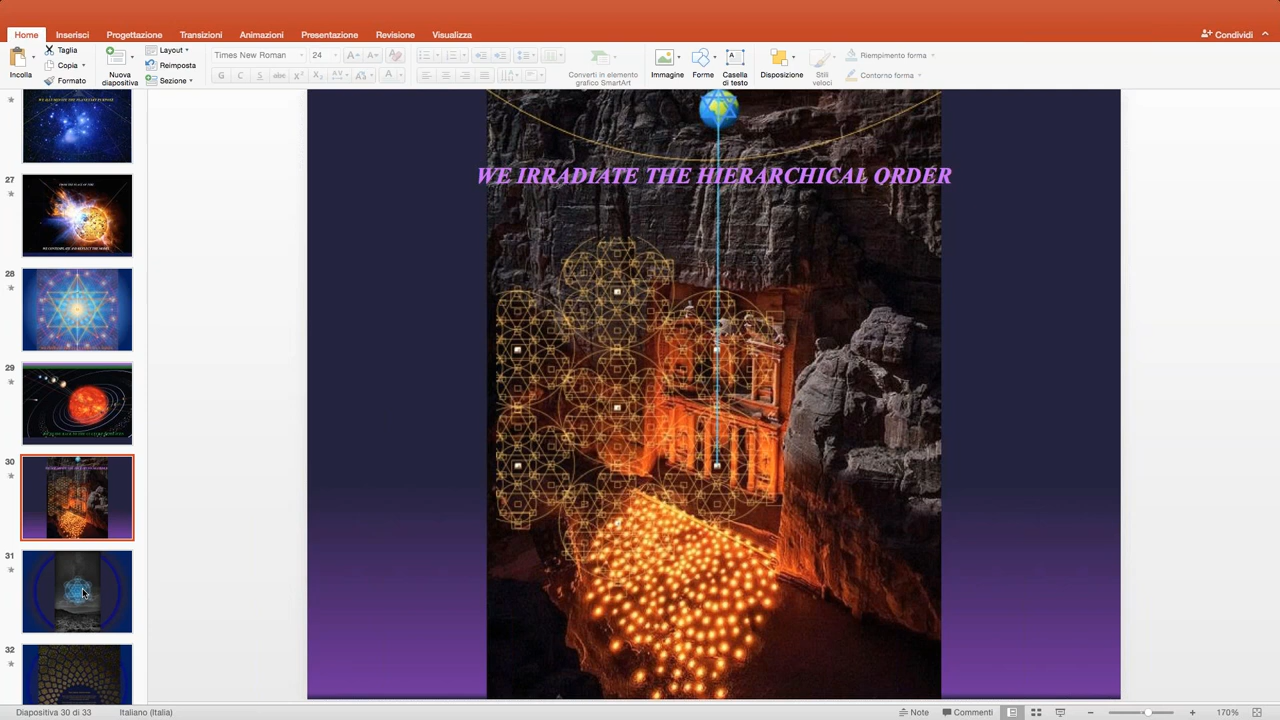 Home Inserisci Progettazione Transizioni Animazioni Presentazione Revisione Visualizza Condividi
Incolla
Taglia
Copia
Formato
Nuova diapositiva
Layout
Reimposta
Sezione
Times New Roman 24
G C S abc X² X₂
Converti in elemento grafico SmartArt
Immagine
Forme
Casella di testo
Disposizione
Stili veloci
Riempimento forma
Contorno forma
27
28
29
30
31
32
WE IRRADIATE THE HIERARCHICAL ORDER
Diapositiva 30 di 33 Italiano (Italia) Note Commenti 170%